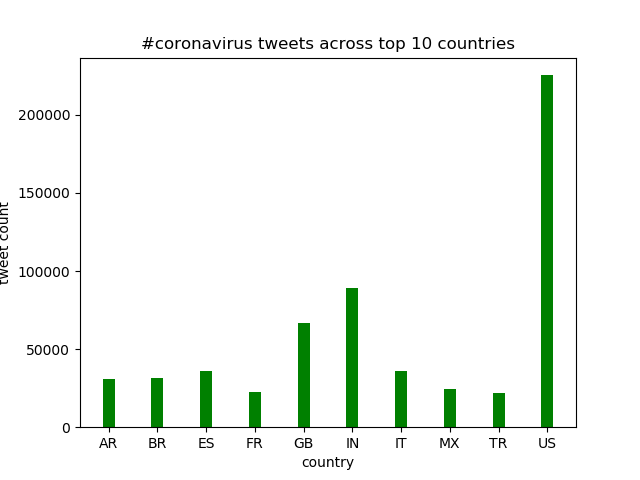 #coronavirus tweets across top 10 countries
200000
150000
100000
50000
0
tweet count
AR BR ES FR GB IN IT MX TR US
country